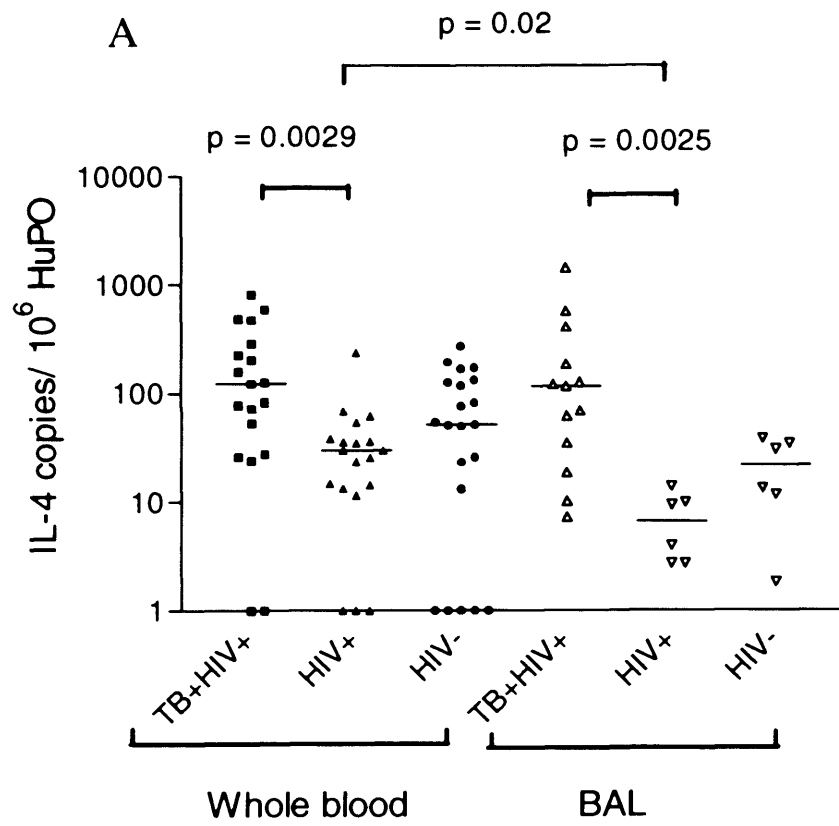 A
p = 0.02
p = 0.0029
p = 0.0025
IL-4 copies/ 10⁶ HuPO
10000
1000
100
10
1
TB+HIV+
HIV+
HIV-
TB+HIV+
HIV+
HIV-
Whole blood
BAL